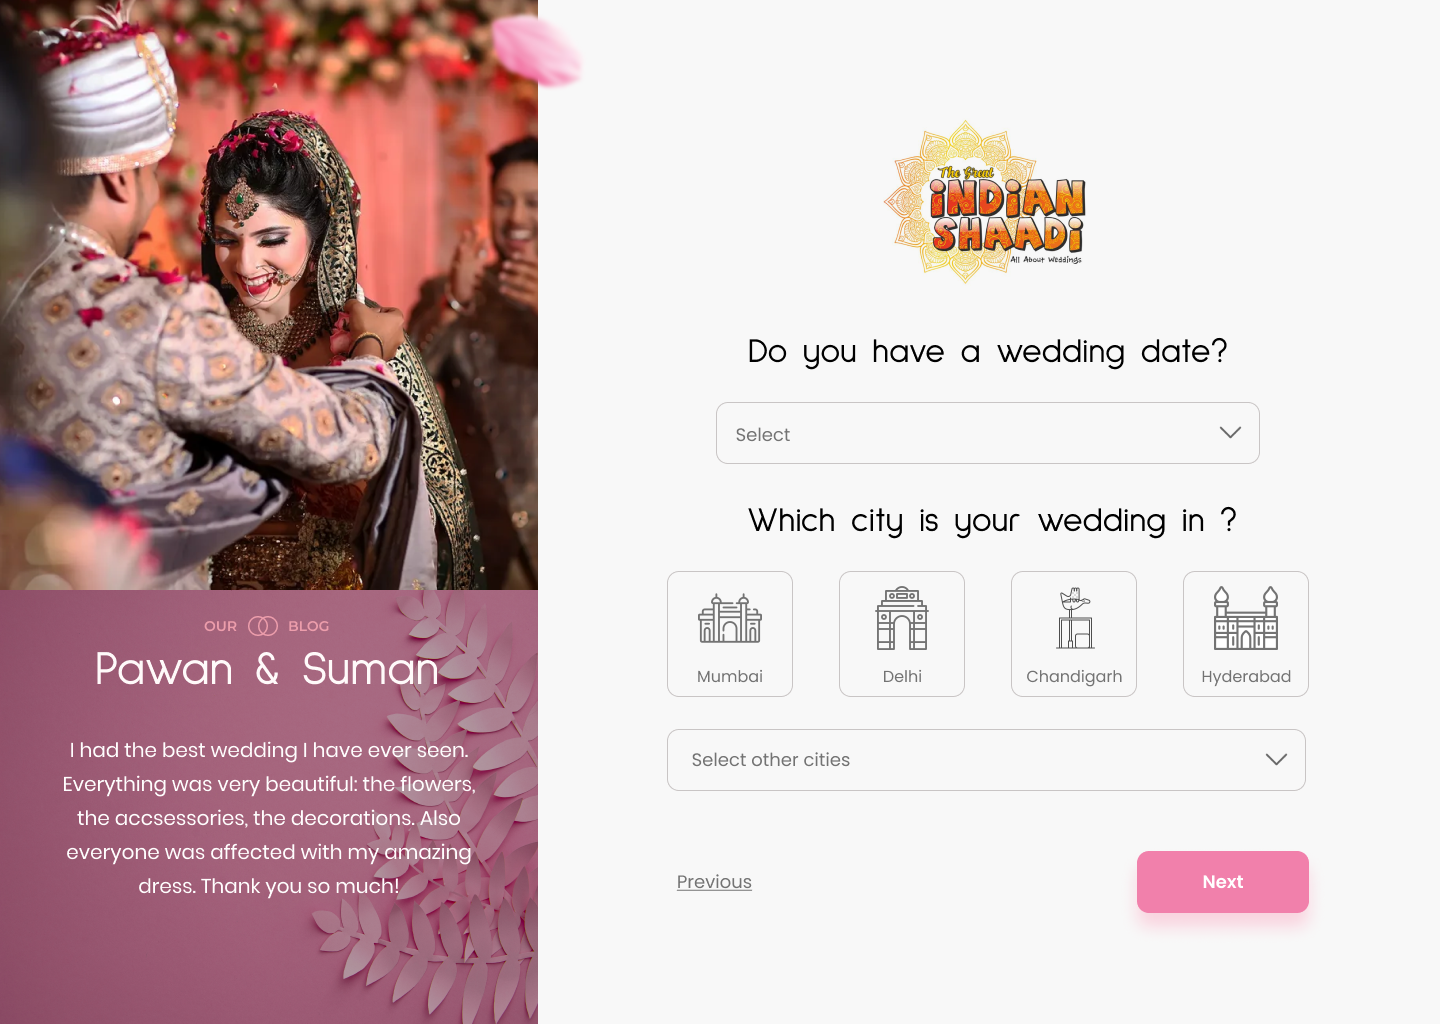 The Great
INDIAN
SHAADI
All About Weddings
Do you have a wedding date?
Select
Which city is your wedding in ?
Mumbai
Delhi
Chandigarh
Hyderabad
Select other cities
Previous
Next
OUR BLOG
Pawan & Suman
I had the best wedding I have ever seen.
Everything was very beautiful: the flowers,
the accsessories, the decorations. Also
everyone was affected with my amazing
dress. Thank you so much!